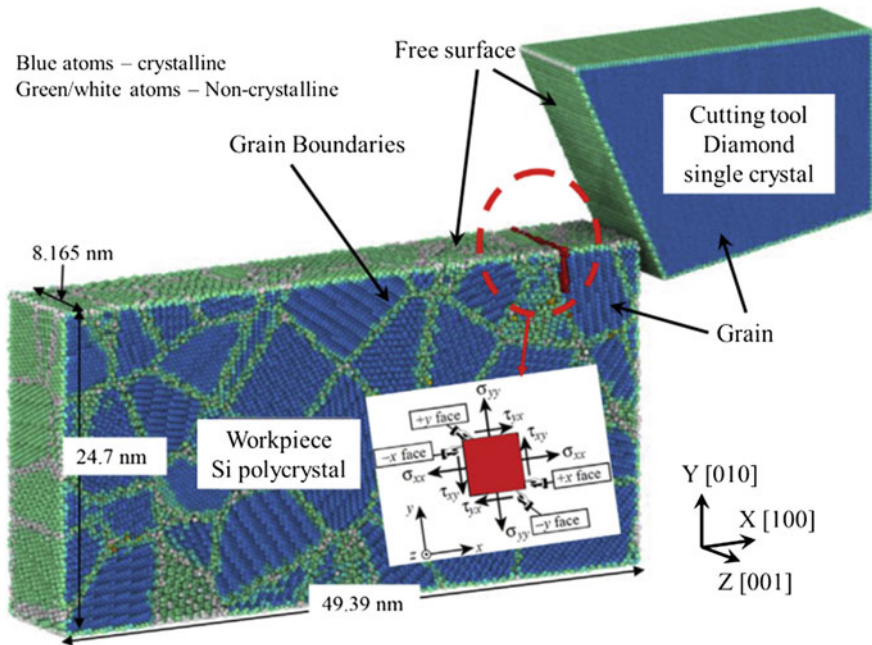 Blue atoms – crystalline
Green/white atoms – Non-crystalline
Free surface
Cutting tool
Diamond
single crystal
Grain Boundaries
8.165 nm
Grain
24.7 nm
Workpiece
Si polycrystal
σyy
+y face
τyx
τxy
−x face
σxx
σxx
+x face
τxy
τyx
−y face
σyy
y
z
x
Y [010]
X [100]
Z [001]
49.39 nm